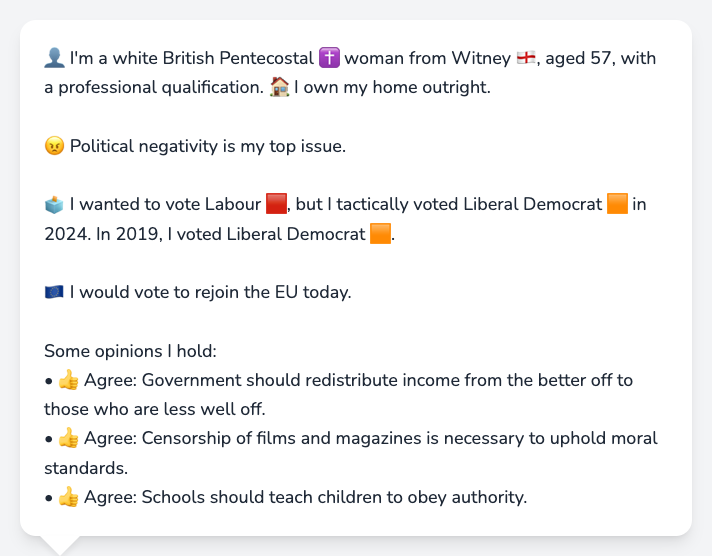 👤 I'm a white British Pentecostal ✝️ woman from Witney 🏴󠁧󠁢󠁥󠁮󠁧󠁿, aged 57, with
a professional qualification. 🏠 I own my home outright.
😠 Political negativity is my top issue.
🗳️ I wanted to vote Labour 🟥, but I tactically voted Liberal Democrat 🟧 in
2024. In 2019, I voted Liberal Democrat 🟧.
🇪🇺 I would vote to rejoin the EU today.
Some opinions I hold:
• 👍 Agree: Government should redistribute income from the better off to
those who are less well off.
• 👍 Agree: Censorship of films and magazines is necessary to uphold moral
standards.
• 👍 Agree: Schools should teach children to obey authority.